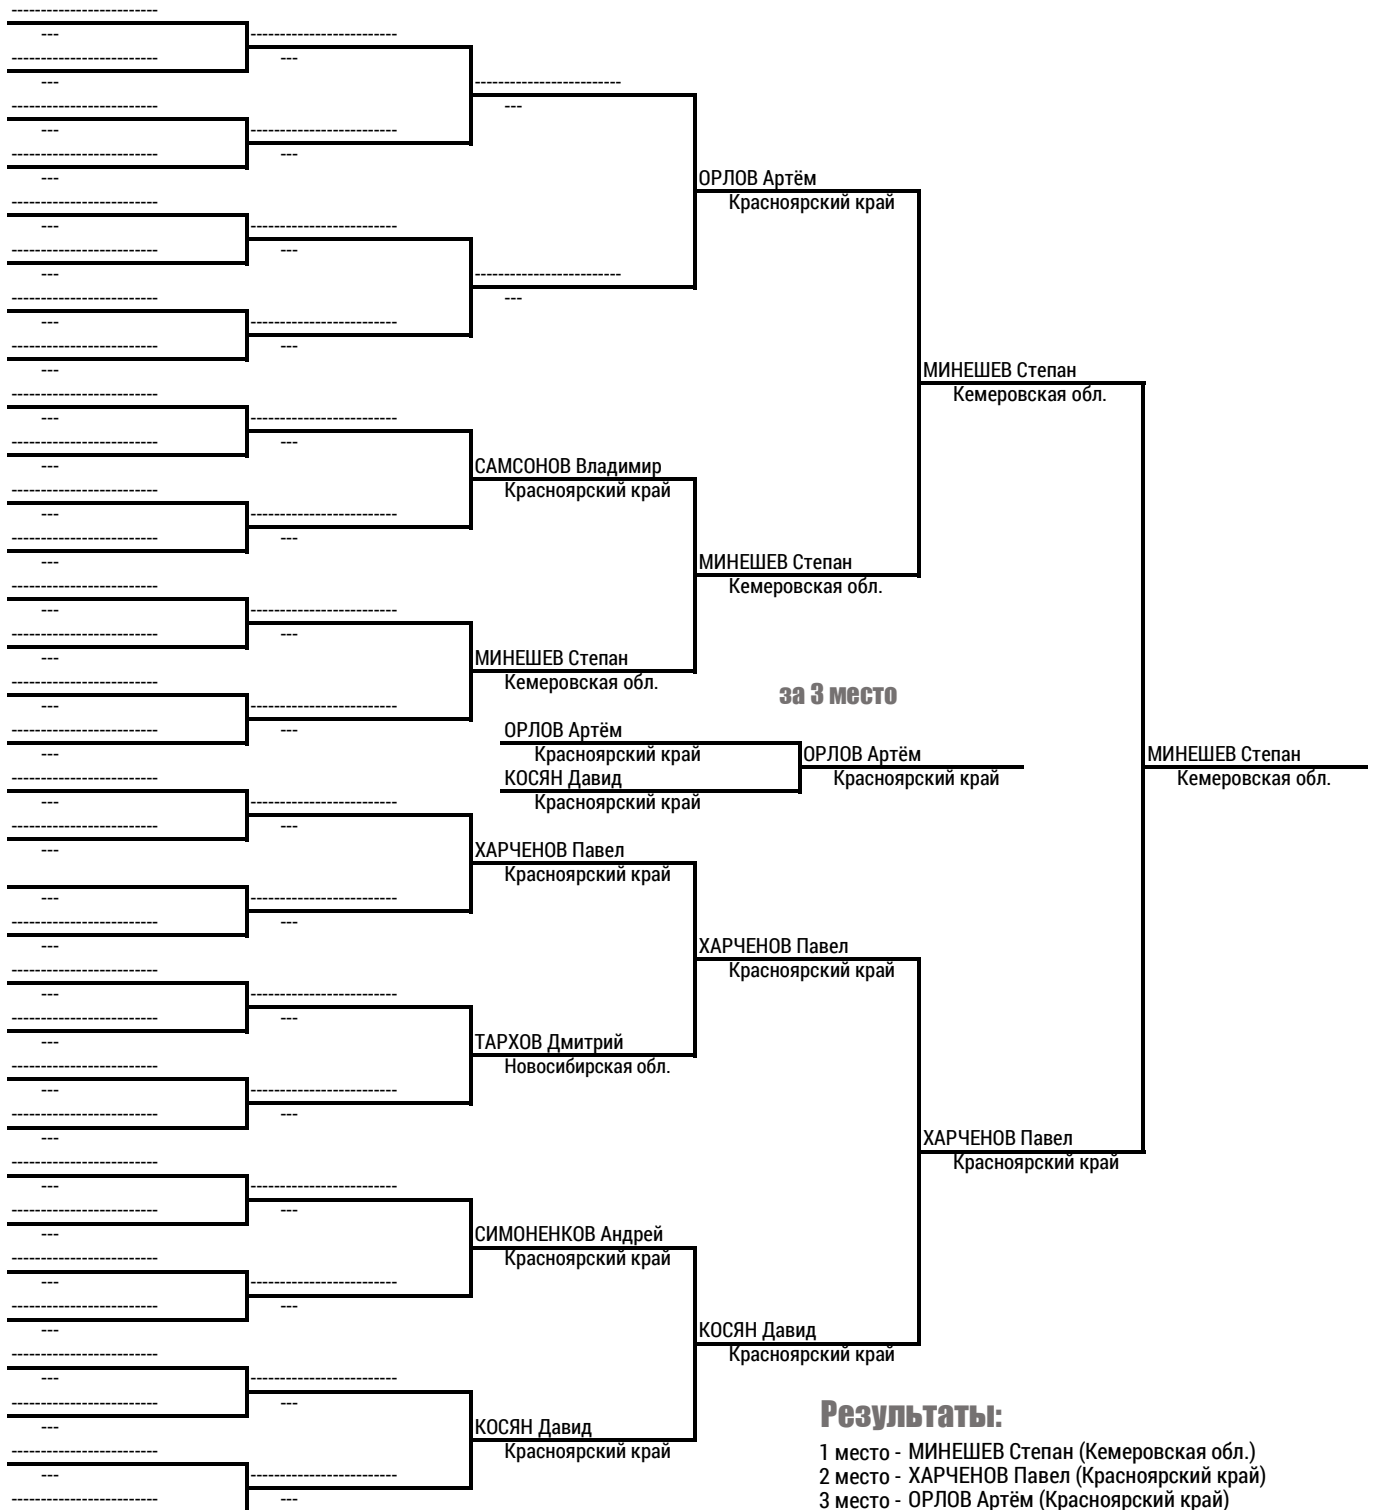 ОРЛОВ Артём
Красноярский край
МИНЕШЕВ Степан
Кемеровская обл.
САМСОНОВ Владимир
Красноярский край
МИНЕШЕВ Степан
Кемеровская обл.
МИНЕШЕВ Степан
Кемеровская обл.
за 3 место
ОРЛОВ Артём
Красноярский край
КОСЯН Давид
Красноярский край
ОРЛОВ Артём
Красноярский край
МИНЕШЕВ Степан
Кемеровская обл.
ХАРЧЕНОВ Павел
Красноярский край
ХАРЧЕНОВ Павел
Красноярский край
ТАРХОВ Дмитрий
Новосибирская обл.
ХАРЧЕНОВ Павел
Красноярский край
СИМОНЕНКОВ Андрей
Красноярский край
КОСЯН Давид
Красноярский край
КОСЯН Давид
Красноярский край
Результаты:
1 место - МИНЕШЕВ Степан (Кемеровская обл.)
2 место - ХАРЧЕНОВ Павел (Красноярский край)
3 место - ОРЛОВ Артём (Красноярский край)